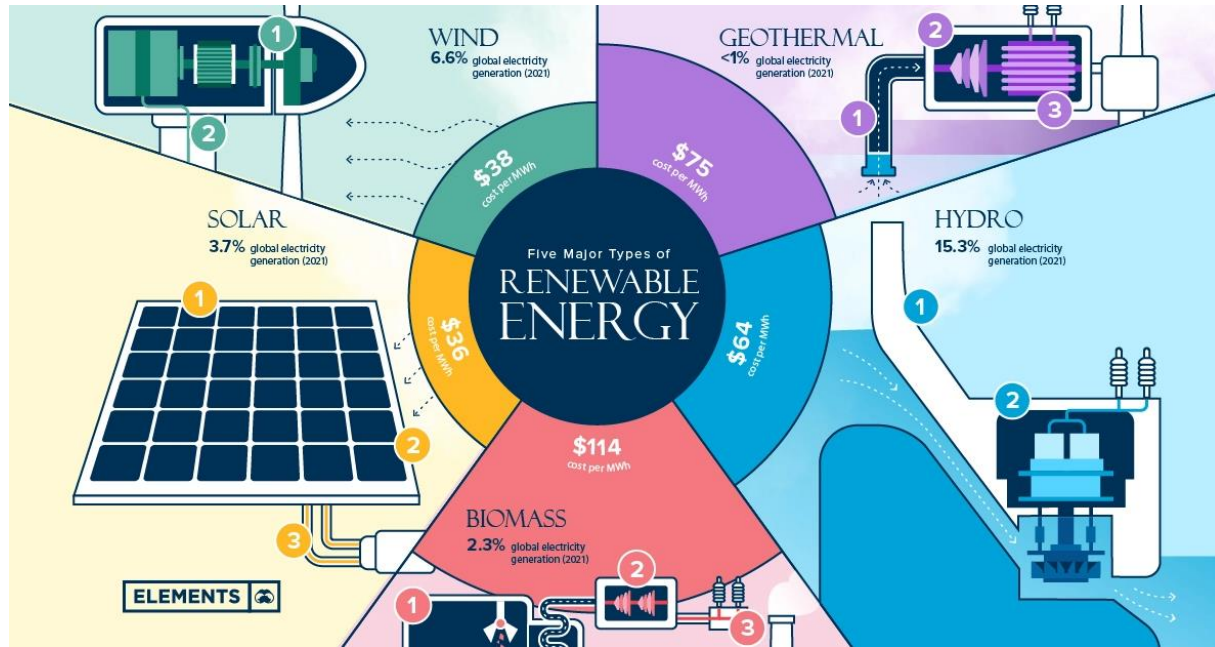 Five Major Types of
RENEWABLE
ENERGY
WIND
6.6% global electricity
generation (2021)
$38
cost per MWh
1
2
GEOTHERMAL
<1% global electricity
generation (2021)
$75
cost per MWh
1
2
3
SOLAR
3.7% global electricity
generation (2021)
$36
cost per MWh
1
2
3
HYDRO
15.3% global electricity
generation (2021)
$64
cost per MWh
1
2
$114
cost per MWh
BIOMASS
2.3% global electricity
generation (2021)
1
2
3
ELEMENTS